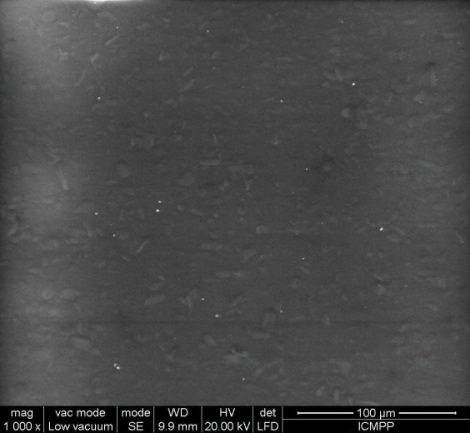 mag vac mode mode WD HV det 100 µm
1 000 x Low vacuum SE 9.9 mm 20.00 kV LFD ICMPP